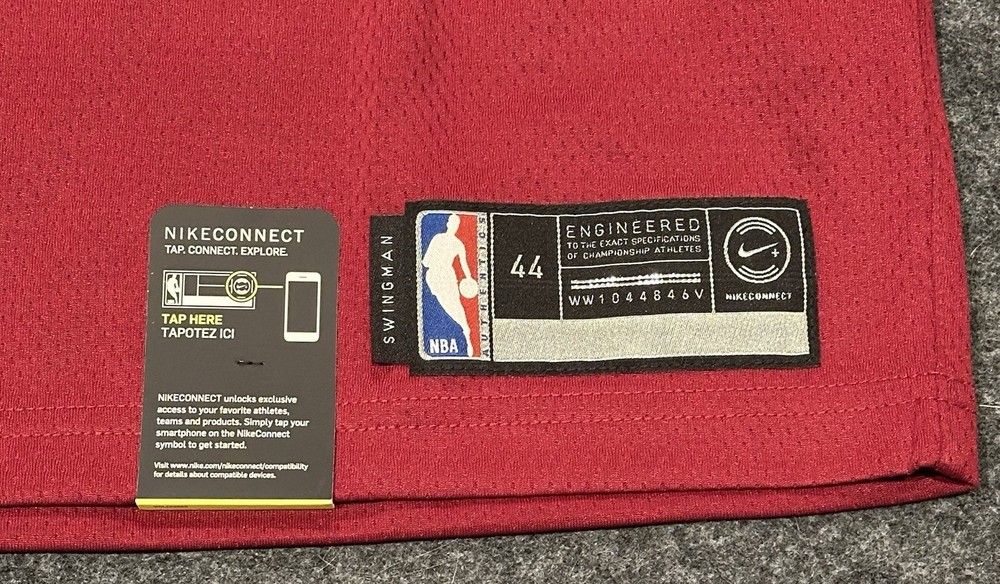 NIKECONNECT
TAP. CONNECT. EXPLORE.
TAP HERE
TAPOTEZ ICI
NIKECONNECT unlocks exclusive
access to your favorite athletes,
teams and products. Simply tap your
smartphone on the NikeConnect
symbol to get started.
Visit www.nike.com/nikeconnect/compatibility
for details about compatible devices.
SWINGMAN
NBA
AUTHENTICS
44
ENGINEERED
TO THE EXACT SPECIFICATIONS
OF CHAMPIONSHIP ATHLETES
WW1044846V
NIKECONNECT